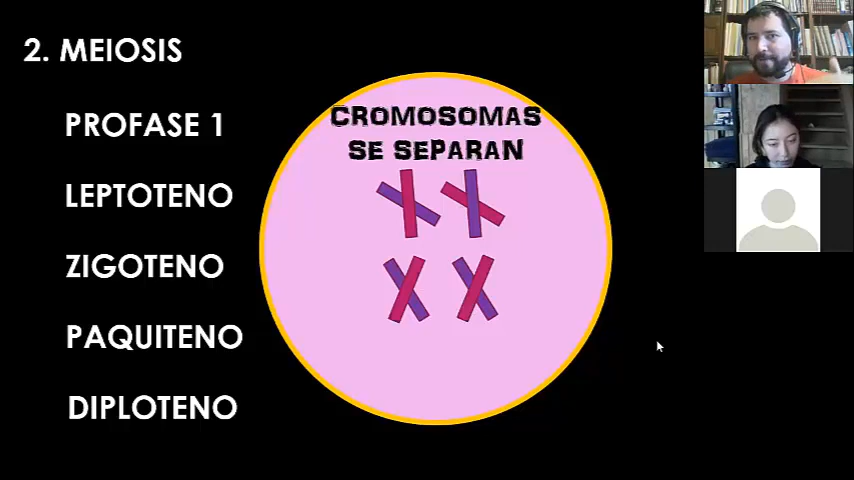 2. MEIOSIS
PROFASE 1
LEPTOTENO
ZIGOTENO
PAQUITENO
DIPLOTENO
CROMOSOMAS
SE SEPARAN